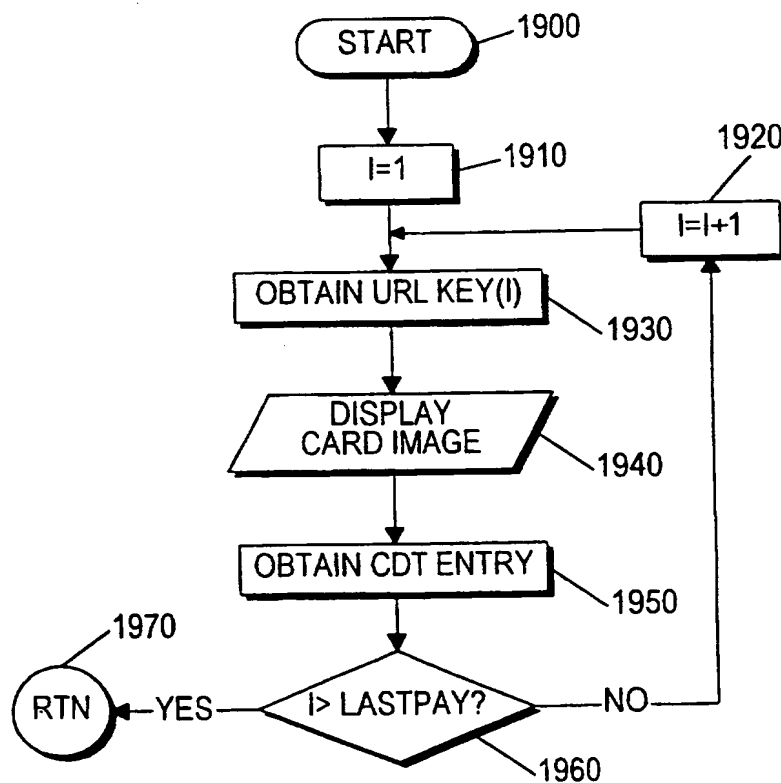 START
1900
I=1
1910
1920
I=I+1
OBTAIN URL KEY(I)
1930
DISPLAY
CARD IMAGE
1940
OBTAIN CDT ENTRY
1950
1970
RTN
YES
I> LASTPAY?
NO
1960